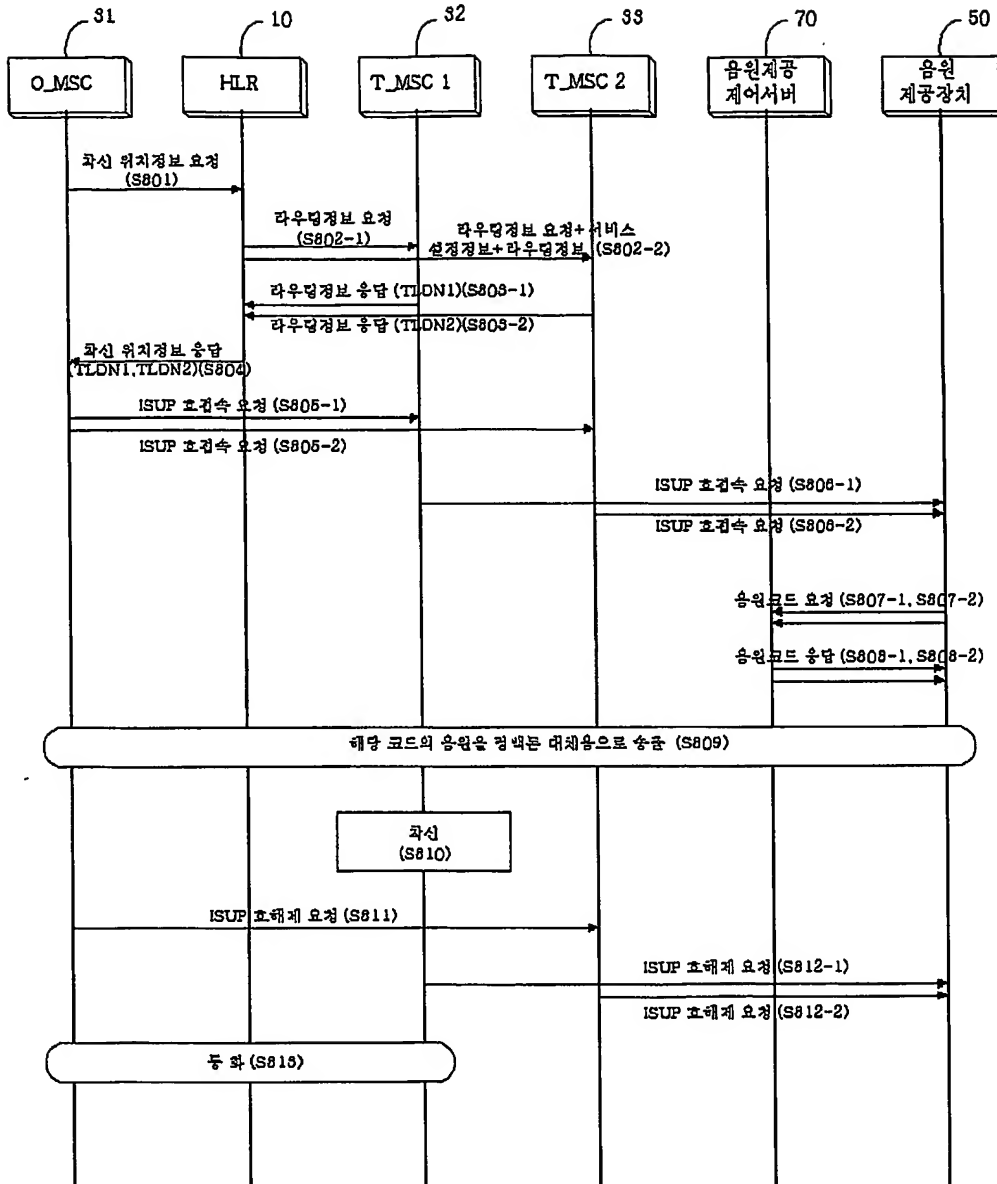 31
10
32
33
70
50
O_MSC
HLR
T_MSC 1
T_MSC 2
음원제공
제어서버
음원
제공장치
착신 위치정보 요청
(S801)
라우팅정보 요청
(S802-1)
라우팅정보 요청+서비스
설정정보+라우팅정보 (S802-2)
라우팅정보 응답 (TLDN1)(S803-1)
라우팅정보 응답 (TLDN2)(S803-2)
착신 위치정보 응답
(TLDN1,TLDN2)(S804)
ISUP 호접속 요청 (S805-1)
ISUP 호접속 요청 (S805-2)
ISUP 호접속 요청 (S806-1)
ISUP 호접속 요청 (S806-2)
음원코드 요청 (S807-1, S807-2)
음원코드 응답 (S808-1, S808-2)
해당 코드의 음원을 링백톤 대체음으로 송출 (S809)
착신
(S810)
ISUP 호해제 요청 (S811)
ISUP 호해제 요청 (S812-1)
ISUP 호해제 요청 (S812-2)
통화 (S813)